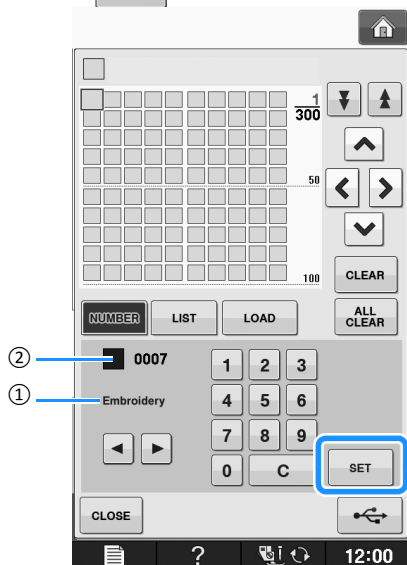 1
300
50
100
CLEAR
NUMBER LIST LOAD ALL CLEAR
② 0007
① Embroidery
1 2 3
4 5 6
7 8 9
0 C
SET
CLOSE
? 12:00